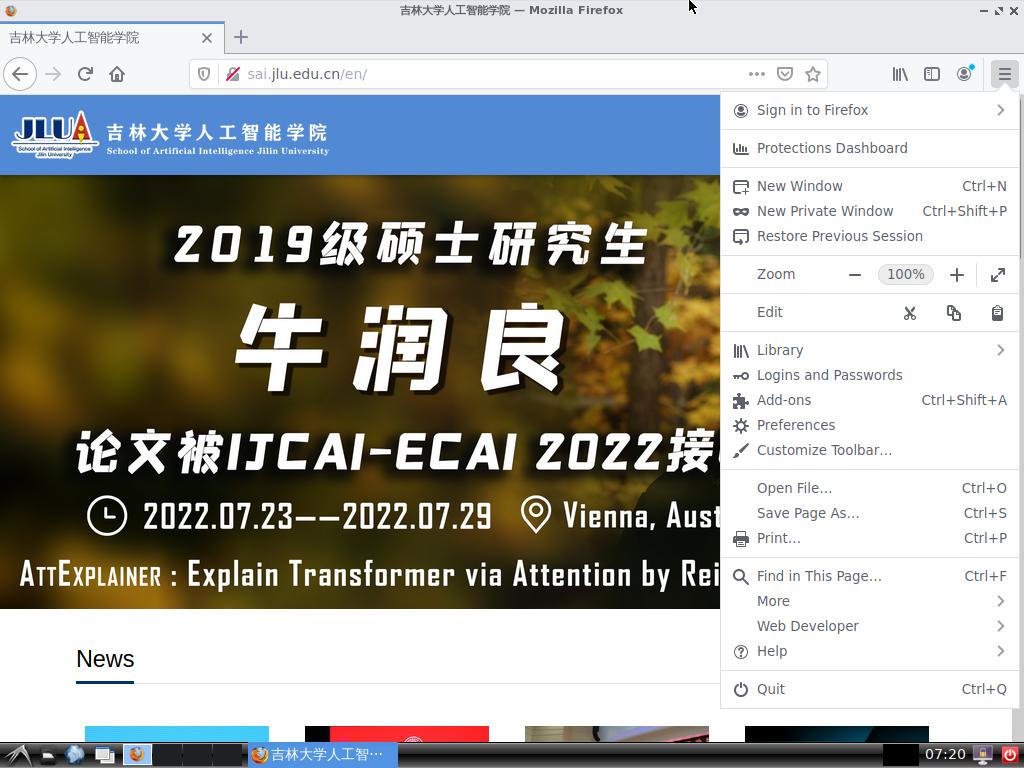 吉林大学人工智能学院 — Mozilla Firefox
吉林大学人工智能学院
sai.jlu.edu.cn/en/
JLUAI
School of Artificial Intelligence
Jilin University
吉林大学人工智能学院
School of Artificial Intelligence Jilin University
2019级硕士研究生
牛润良
论文被IJCAI-ECAI 2022接
2022.07.23——2022.07.29
Vienna, Aust
ATTEXPLAINER : Explain Transformer via Attention by Rei
News
Sign in to Firefox
Protections Dashboard
New Window Ctrl+N
New Private Window Ctrl+Shift+P
Restore Previous Session
Zoom 100%
Edit
Library
Logins and Passwords
Add-ons Ctrl+Shift+A
Preferences
Customize Toolbar…
Open File… Ctrl+O
Save Page As… Ctrl+S
Print… Ctrl+P
Find in This Page… Ctrl+F
More
Web Developer
Help
Quit Ctrl+Q
吉林大学人工智…
07:20